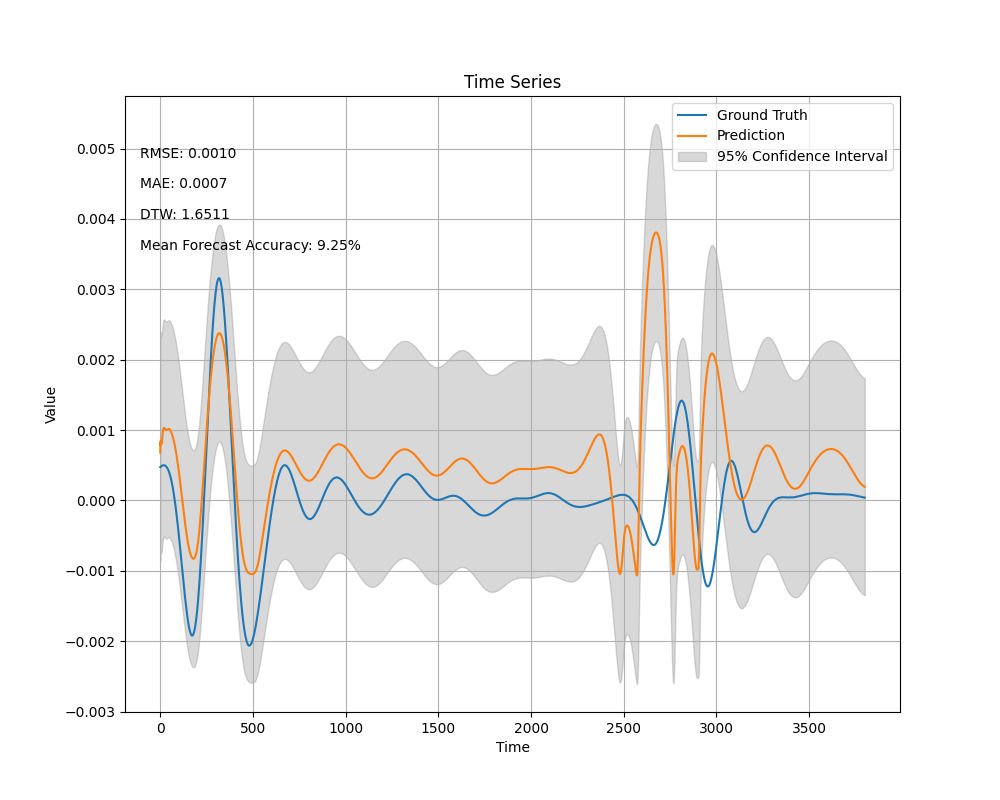 Time Series
Ground Truth
Prediction
95% Confidence Interval
RMSE: 0.0010
MAE: 0.0007
DTW: 1.6511
Mean Forecast Accuracy: 9.25%
0.005
0.004
0.003
0.002
0.001
0.000
−0.001
−0.002
−0.003
Value
0 500 1000 1500 2000 2500 3000 3500
Time